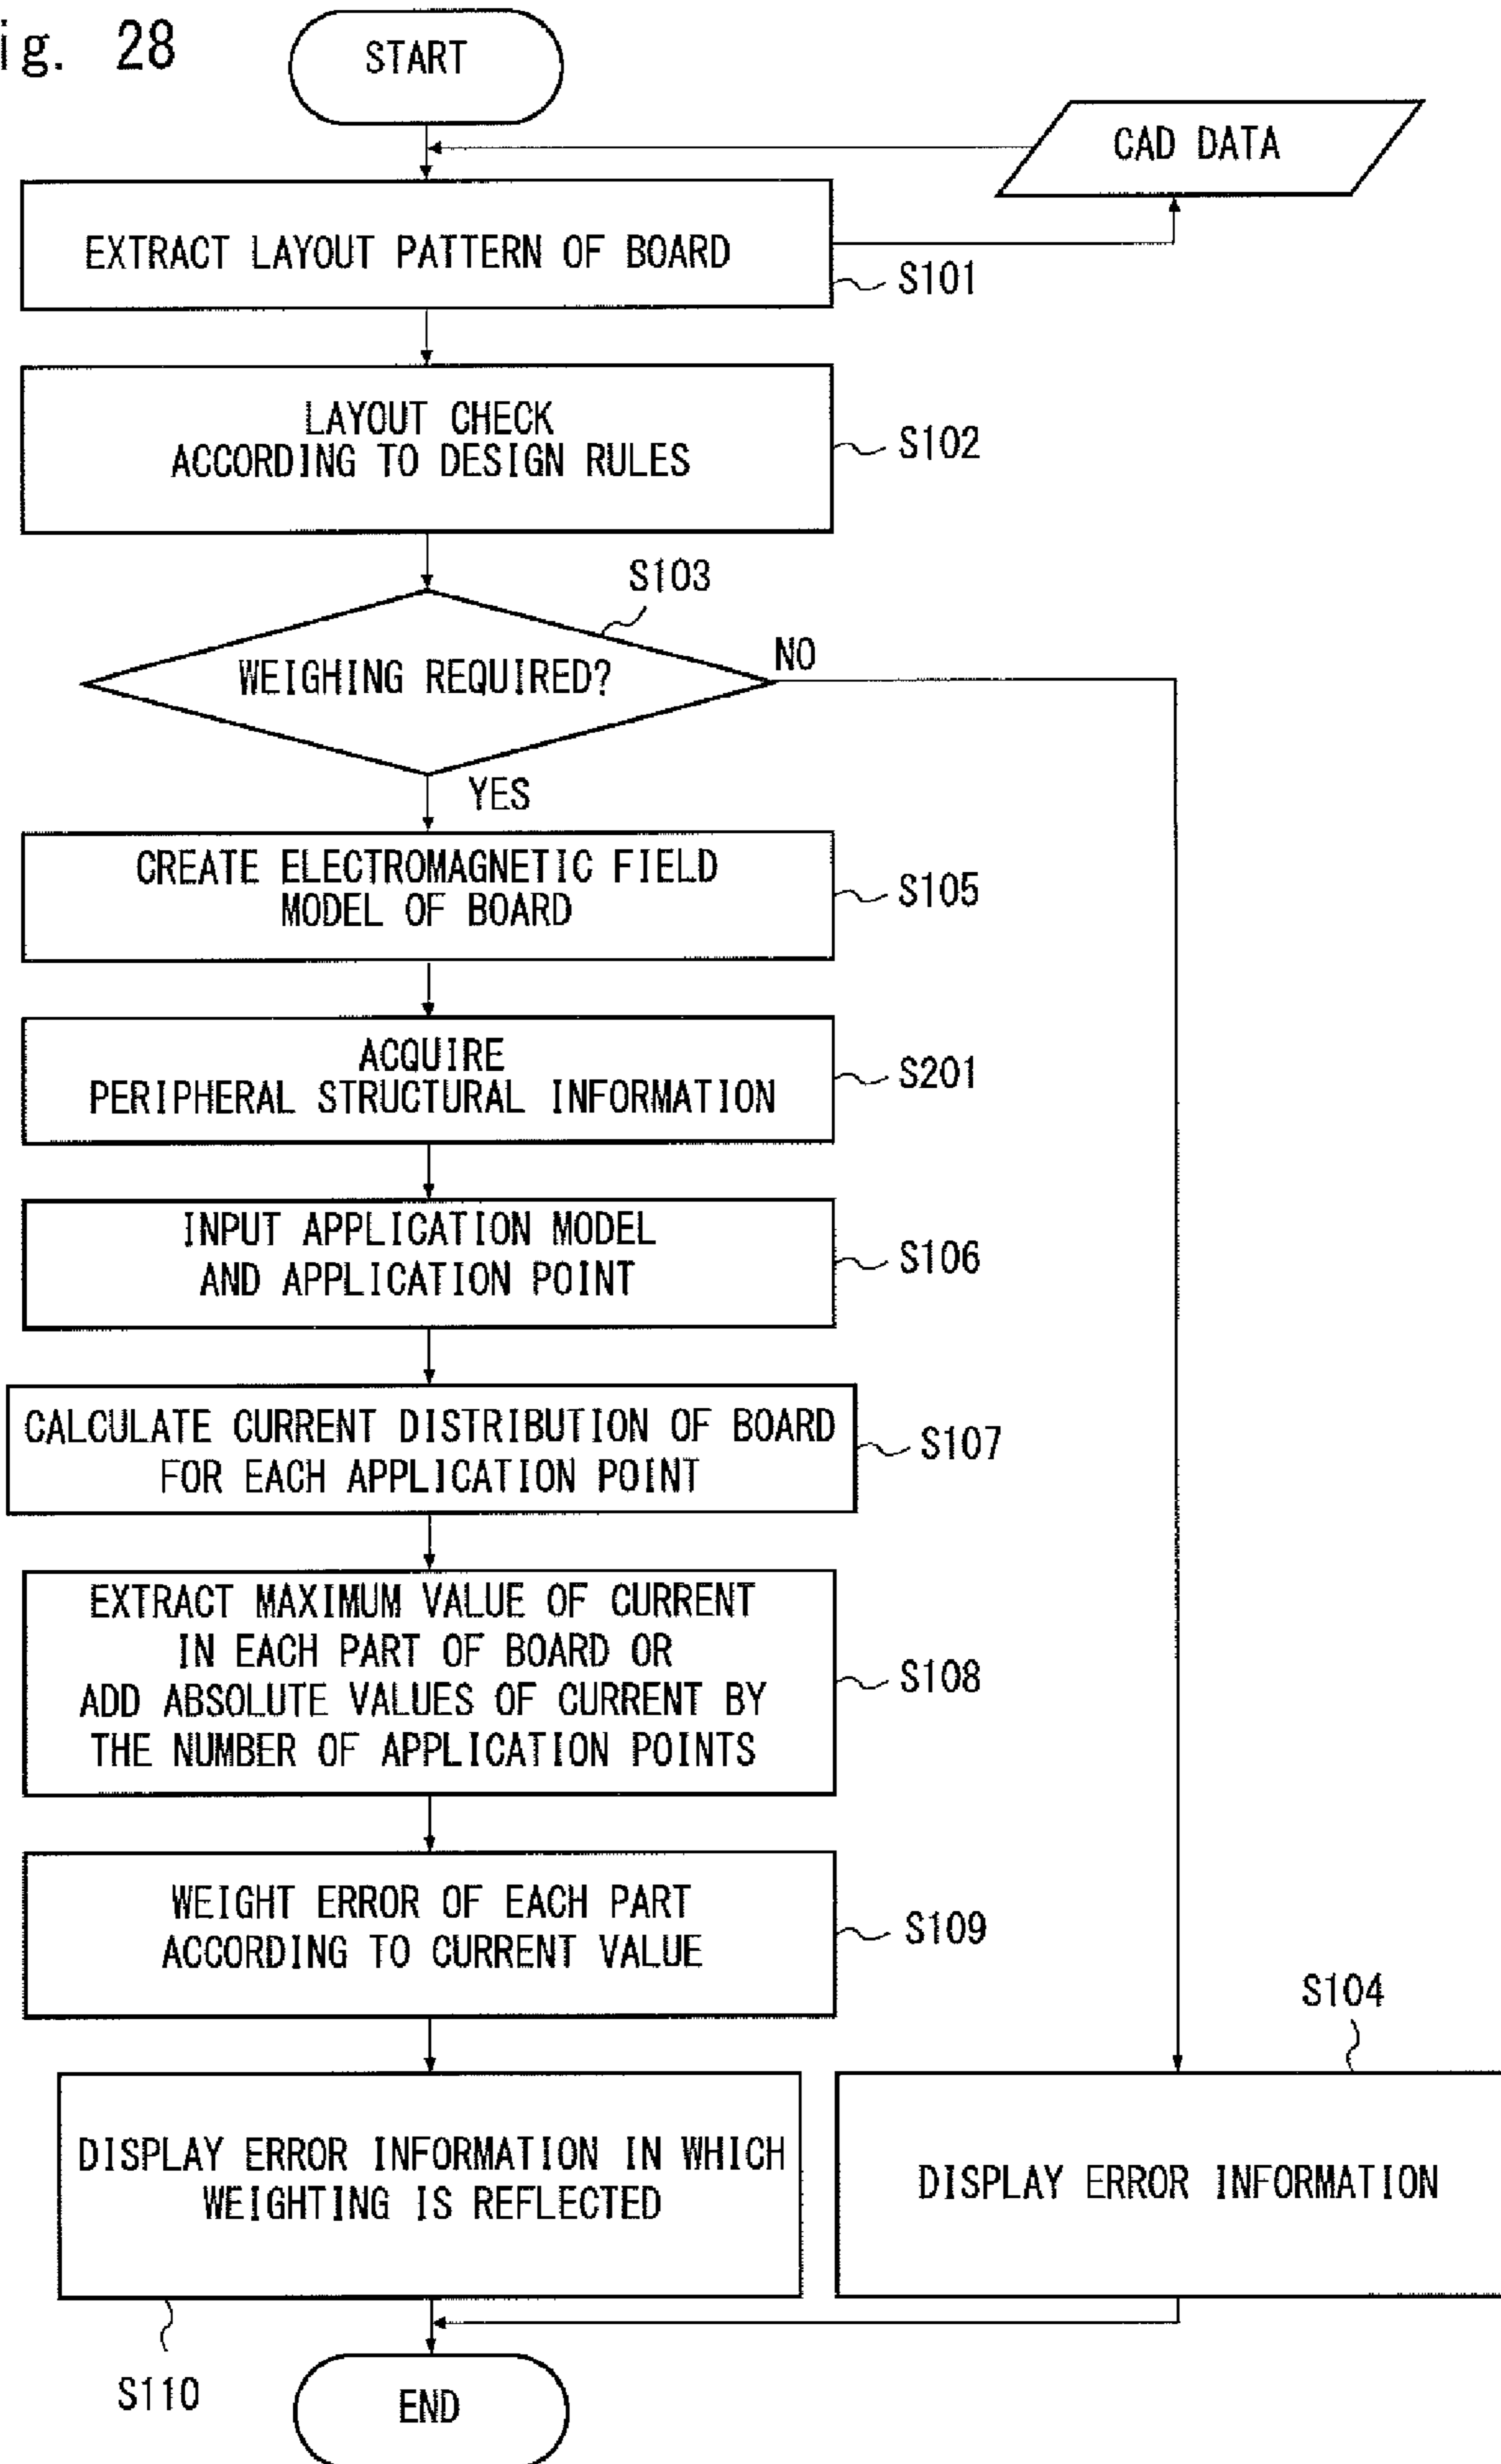 ig. 28
START
CAD DATA
EXTRACT LAYOUT PATTERN OF BOARD
S101
LAYOUT CHECK
ACCORDING TO DESIGN RULES
S102
S103
WEIGHING REQUIRED?
NO
YES
CREATE ELECTROMAGNETIC FIELD
MODEL OF BOARD
S105
ACQUIRE
PERIPHERAL STRUCTURAL INFORMATION
S201
INPUT APPLICATION MODEL
AND APPLICATION POINT
S106
CALCULATE CURRENT DISTRIBUTION OF BOARD
FOR EACH APPLICATION POINT
S107
EXTRACT MAXIMUM VALUE OF CURRENT
IN EACH PART OF BOARD OR
ADD ABSOLUTE VALUES OF CURRENT BY
THE NUMBER OF APPLICATION POINTS
S108
WEIGHT ERROR OF EACH PART
ACCORDING TO CURRENT VALUE
S109
S104
DISPLAY ERROR INFORMATION IN WHICH
WEIGHTING IS REFLECTED
DISPLAY ERROR INFORMATION
S110
END